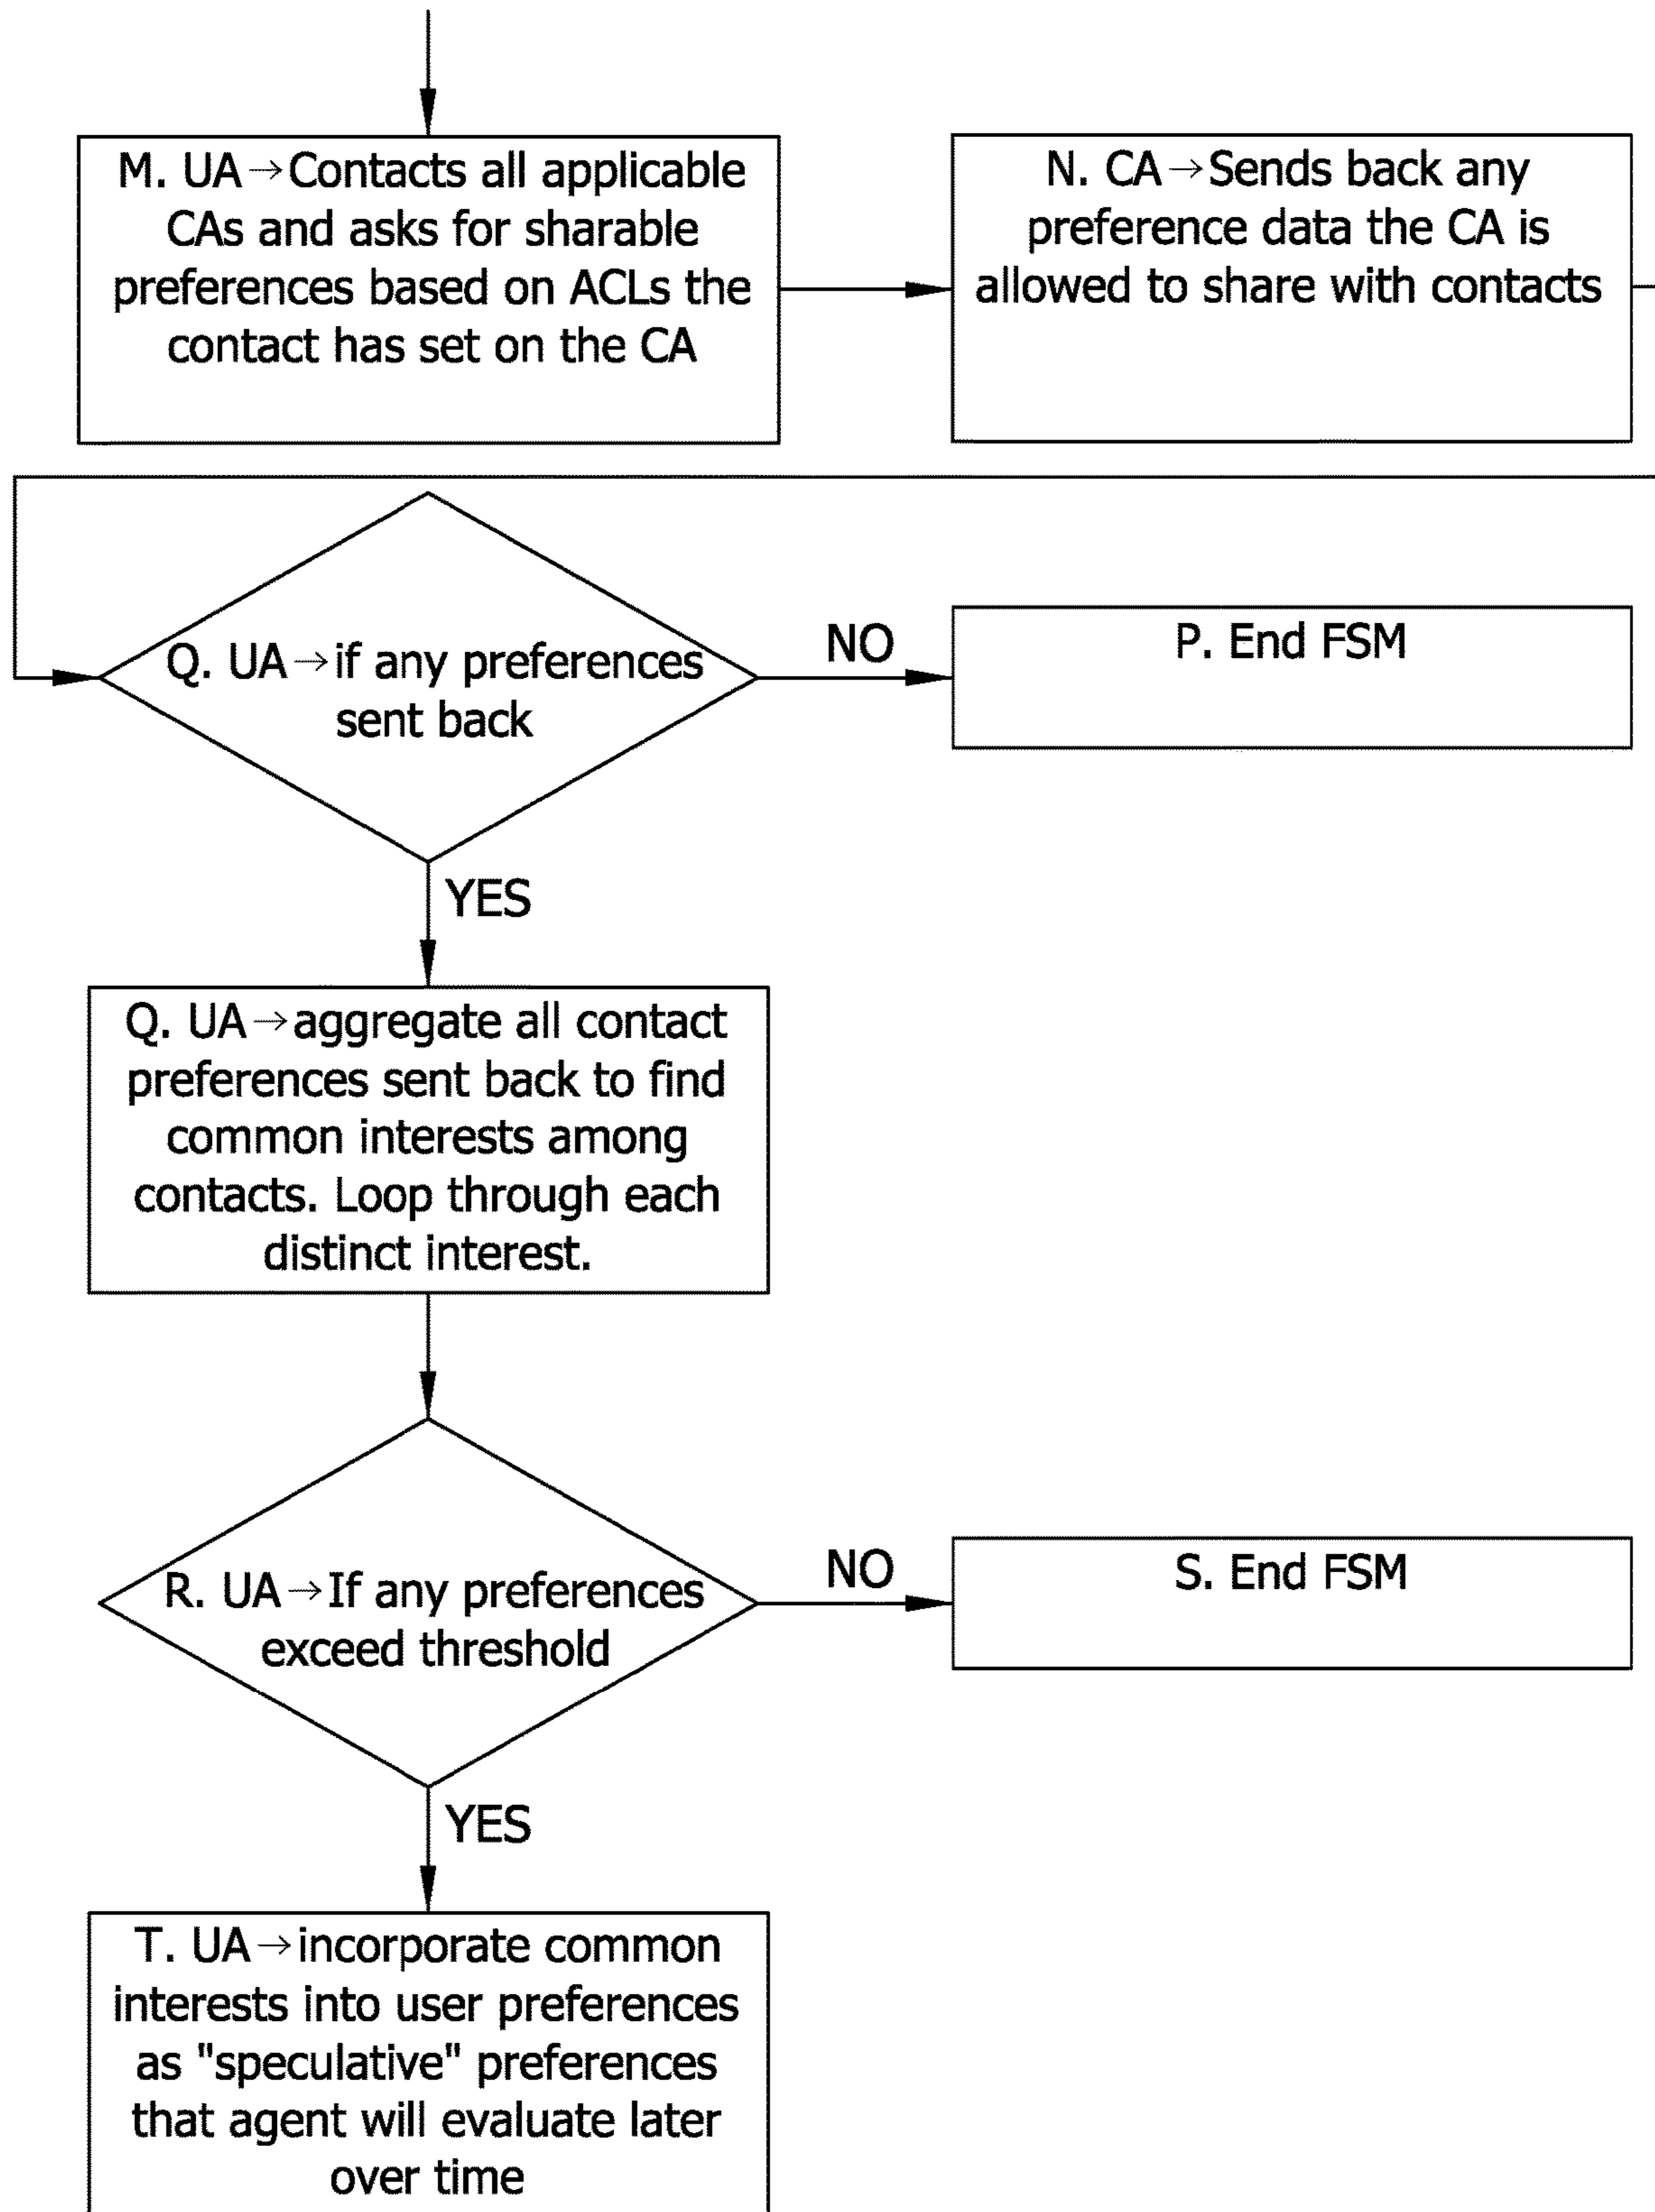 M. UA→Contacts all applicable
CAs and asks for sharable
preferences based on ACLs the
contact has set on the CA
N. CA→Sends back any
preference data the CA is
allowed to share with contacts
Q. UA→if any preferences
sent back
NO
P. End FSM
YES
Q. UA→aggregate all contact
preferences sent back to find
common interests among
contacts. Loop through each
distinct interest.
R. UA→If any preferences
exceed threshold
NO
S. End FSM
YES
T. UA→incorporate common
interests into user preferences
as "speculative" preferences
that agent will evaluate later
over time